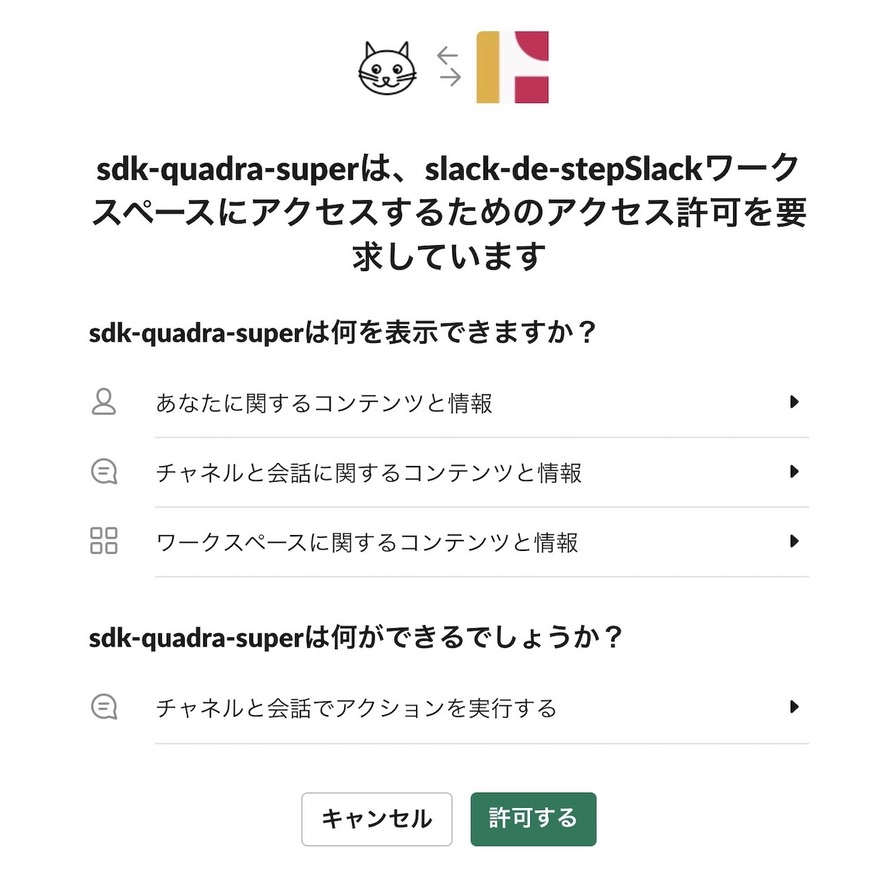 sdk-quadra-superは、slack-de-stepSlackワーク
スペースにアクセスするためのアクセス許可を要
求しています
sdk-quadra-superは何を表示できますか？
あなたに関するコンテンツと情報
チャネルと会話に関するコンテンツと情報
ワークスペースに関するコンテンツと情報
sdk-quadra-superは何ができるでしょうか？
チャネルと会話でアクションを実行する
キャンセル
許可する